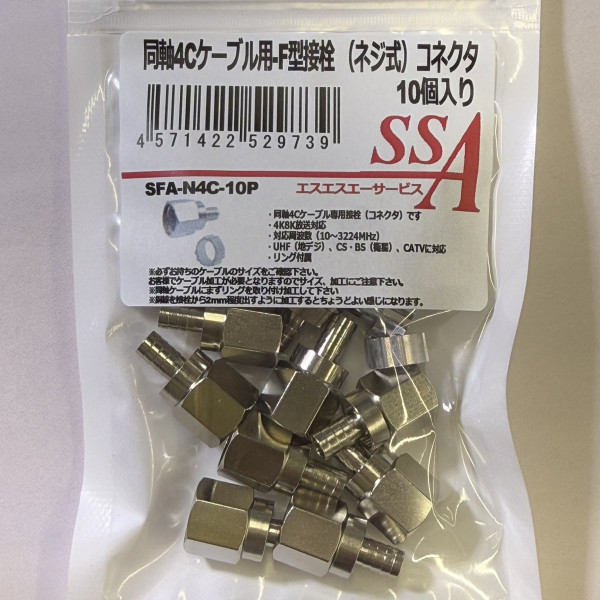 同軸4Cケーブル用-F型接栓（ネジ式）コネクタ
10個入り
4 571422 529739
SSA
SFA-N4C-10P
エスエスエーサービス
・同軸4Cケーブル専用接栓（コネクタ）です
・4K8K放送対応
・対応周波数（10～3224MHz）
・UHF（地デジ）、CS・BS（衛星）、CATVに対応
・リング付属
※必ずお持ちのケーブルのサイズをご確認下さい。
お客様でケーブル加工が必要となりますのでサイズ、加工にご注意下さい。
※同軸ケーブルにまずリングを取り付け加工して下さい
※銅線を接栓から2mm程度出すように加工するとちょうどよい感じになります。